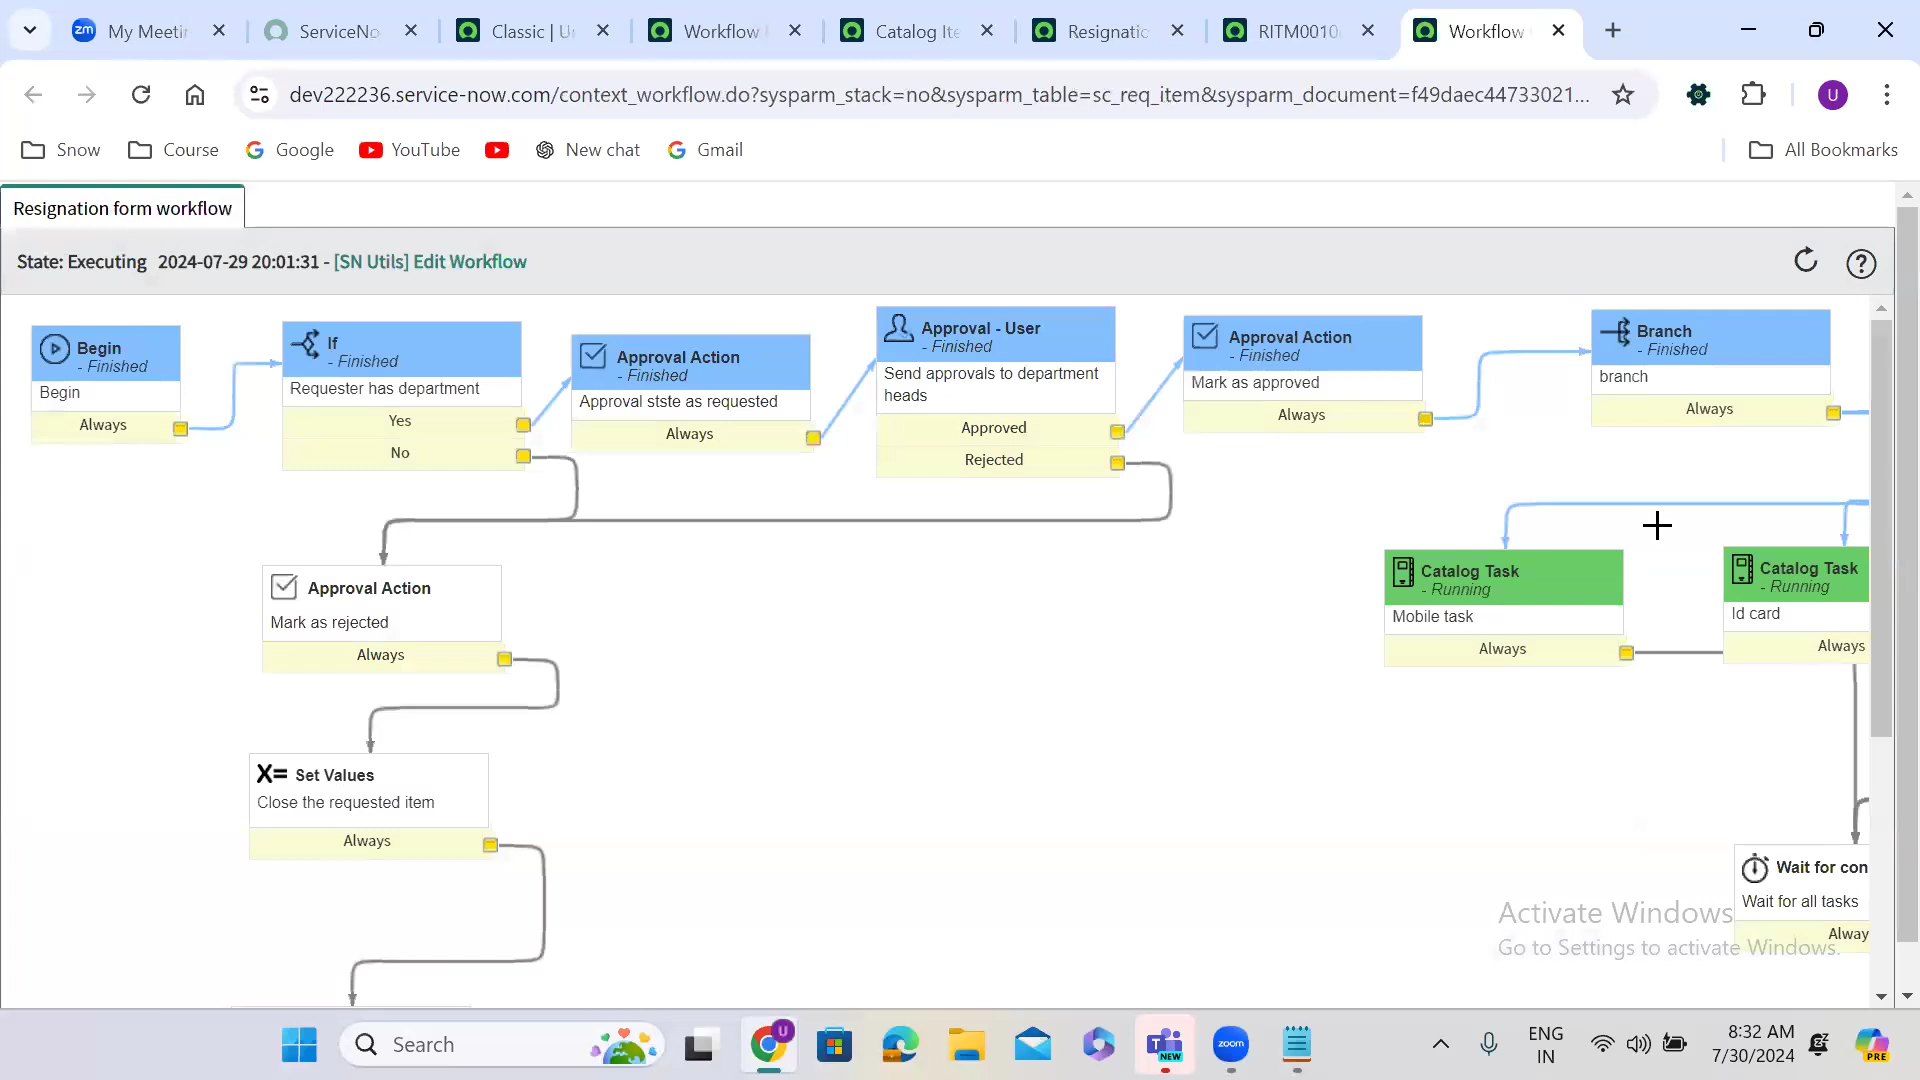 My Meeti
ServiceNo
Classic | U
Workflow
Catalog Ite
Resignatio
RITM0010
Workflow
dev222236.service-now.com/context_workflow.do?sysparm_stack=no&sysparm_table=sc_req_item&sysparm_document=f49daec44733021...
U
Snow
Course
Google
YouTube
New chat
Gmail
All Bookmarks
Resignation form workflow
State: Executing 2024-07-29 20:01:31 - [SN Utils] Edit Workflow
Begin
- Finished
Begin
Always
If
- Finished
Requester has department
Yes
No
Approval Action
- Finished
Approval stste as requested
Always
Approval - User
- Finished
Send approvals to department
heads
Approved
Rejected
Approval Action
- Finished
Mark as approved
Always
Branch
- Finished
branch
Always
Approval Action
Mark as rejected
Always
Catalog Task
- Running
Mobile task
Always
Catalog Task
- Running
Id card
Always
Set Values
Close the requested item
Always
Wait for con
Wait for all tasks
Alway
Activate Windows
Go to Settings to activate Windows.
Search
U
NEW
zoom
ENG
IN
8:32 AM
7/30/2024
PRE